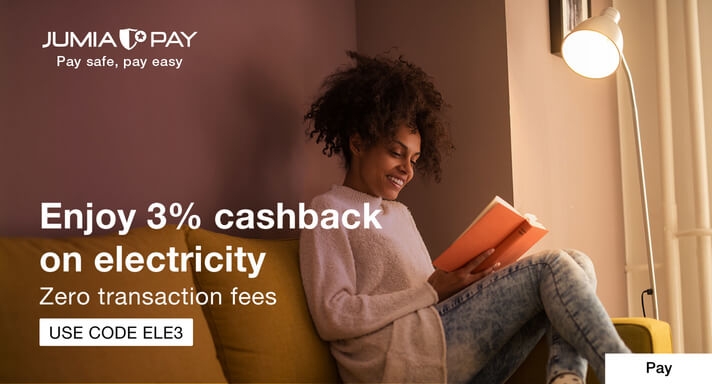 JUMIA PAY
Pay safe, pay easy
Enjoy 3% cashback
on electricity
Zero transaction fees
USE CODE ELE3
Pay